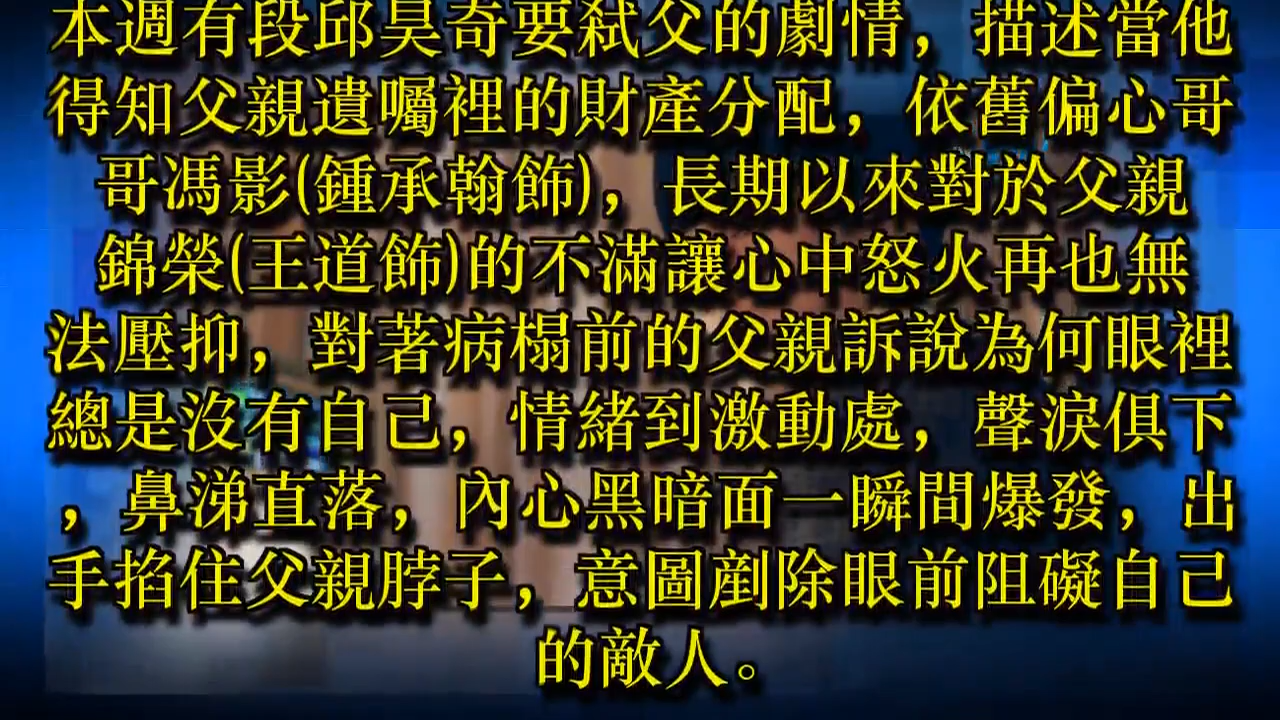 本週有段邱昊奇要弒父的劇情，描述當他
得知父親遺囑裡的財產分配，依舊偏心哥
哥馮影(鍾承翰飾)，長期以來對於父親
錦榮(王道飾)的不滿讓心中怒火再也無
法壓抑，對著病榻前的父親訴說為何眼裡
總是沒有自己，情緒到激動處，聲淚俱下
，鼻涕直落，內心黑暗面一瞬間爆發，出
手掐住父親脖子，意圖剷除眼前阻礙自己
的敵人。